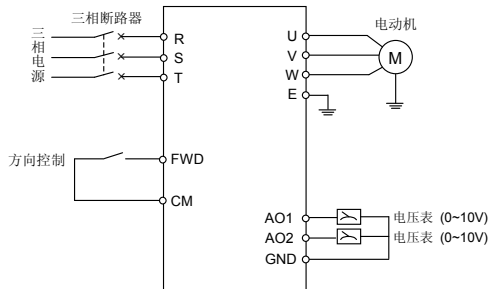 三相断路器
三相电源
R
S
T
U
V
W
E
电动机
M
方向控制
FWD
CM
AO1
电压表 (0~10V)
AO2
电压表 (0~10V)
GND